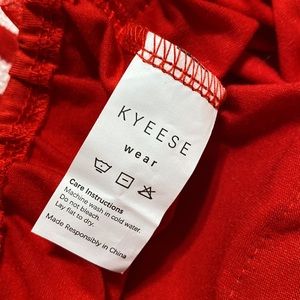 KYEESE
wear
Care Instructions
Machine wash in cold water.
Do not bleach.
Lay flat to dry.
Made Responsibly in China